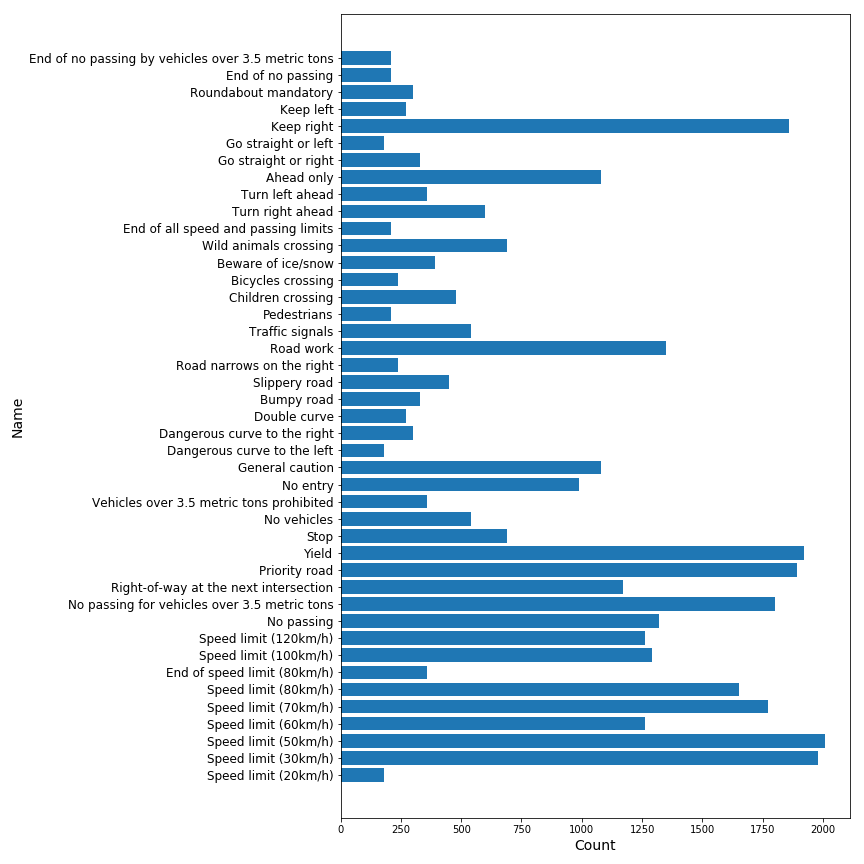 End of no passing by vehicles over 3.5 metric tons
End of no passing
Roundabout mandatory
Keep left
Keep right
Go straight or left
Go straight or right
Ahead only
Turn left ahead
Turn right ahead
End of all speed and passing limits
Wild animals crossing
Beware of ice/snow
Bicycles crossing
Children crossing
Pedestrians
Traffic signals
Road work
Road narrows on the right
Slippery road
Bumpy road
Double curve
Dangerous curve to the right
Dangerous curve to the left
General caution
No entry
Vehicles over 3.5 metric tons prohibited
No vehicles
Stop
Yield
Priority road
Right-of-way at the next intersection
No passing for vehicles over 3.5 metric tons
No passing
Speed limit (120km/h)
Speed limit (100km/h)
End of speed limit (80km/h)
Speed limit (80km/h)
Speed limit (70km/h)
Speed limit (60km/h)
Speed limit (50km/h)
Speed limit (30km/h)
Speed limit (20km/h)
Name
0 250 500 750 1000 1250 1500 1750 2000
Count